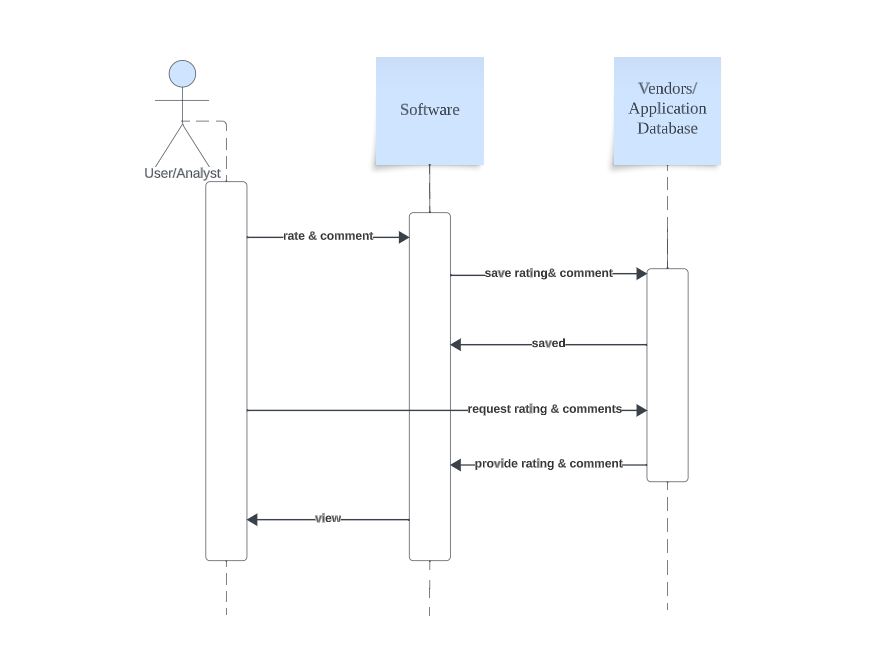 Software
Vendors/
Application
Database
User/Analyst
rate & comment
save rating& comment
saved
request rating & comments
provide rating & comment
view